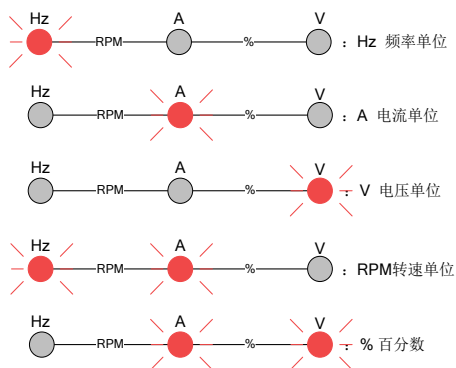 Hz A V
RPM % ：Hz 频率单位
Hz A V
RPM % ：A 电流单位
Hz A V
RPM % ：V 电压单位
Hz A V
RPM % ：RPM转速单位
Hz A V
RPM % ：% 百分数